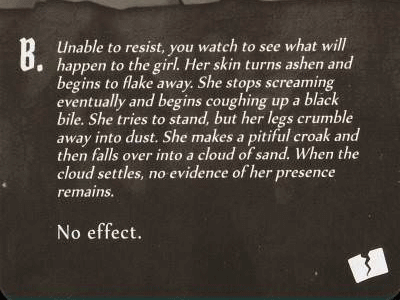 B.
Unable to resist, you watch to see what will
happen to the girl. Her skin turns ashen and
begins to flake away. She stops screaming
eventually and begins coughing up a black
bile. She tries to stand, but her legs crumble
away into dust. She makes a pitiful croak and
then falls over into a cloud of sand. When the
cloud settles, no evidence of her presence
remains.
No effect.